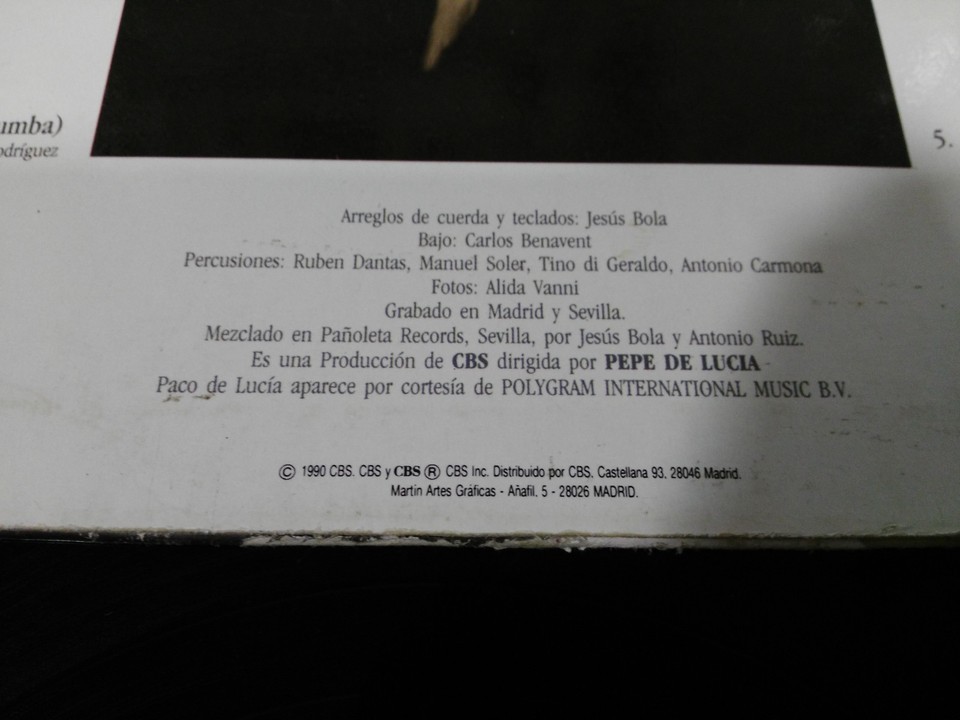 umba)
odríguez
5.
Arreglos de cuerda y teclados: Jesús Bola
Bajo: Carlos Benavent
Percusiones: Ruben Dantas, Manuel Soler, Tino di Geraldo, Antonio Carmona
Fotos: Alida Vanni
Grabado en Madrid y Sevilla.
Mezclado en Pañoleta Records, Sevilla, por Jesús Bola y Antonio Ruiz.
Es una Producción de CBS dirigida por PEPE DE LUCIA
Paco de Lucía aparece por cortesía de POLYGRAM INTERNATIONAL MUSIC B.V.
© 1990 CBS. CBS y CBS ® CBS Inc. Distribuido por CBS. Castellana 93. 28046 Madrid.
Martin Artes Gráficas - Añafil, 5 - 28026 MADRID.